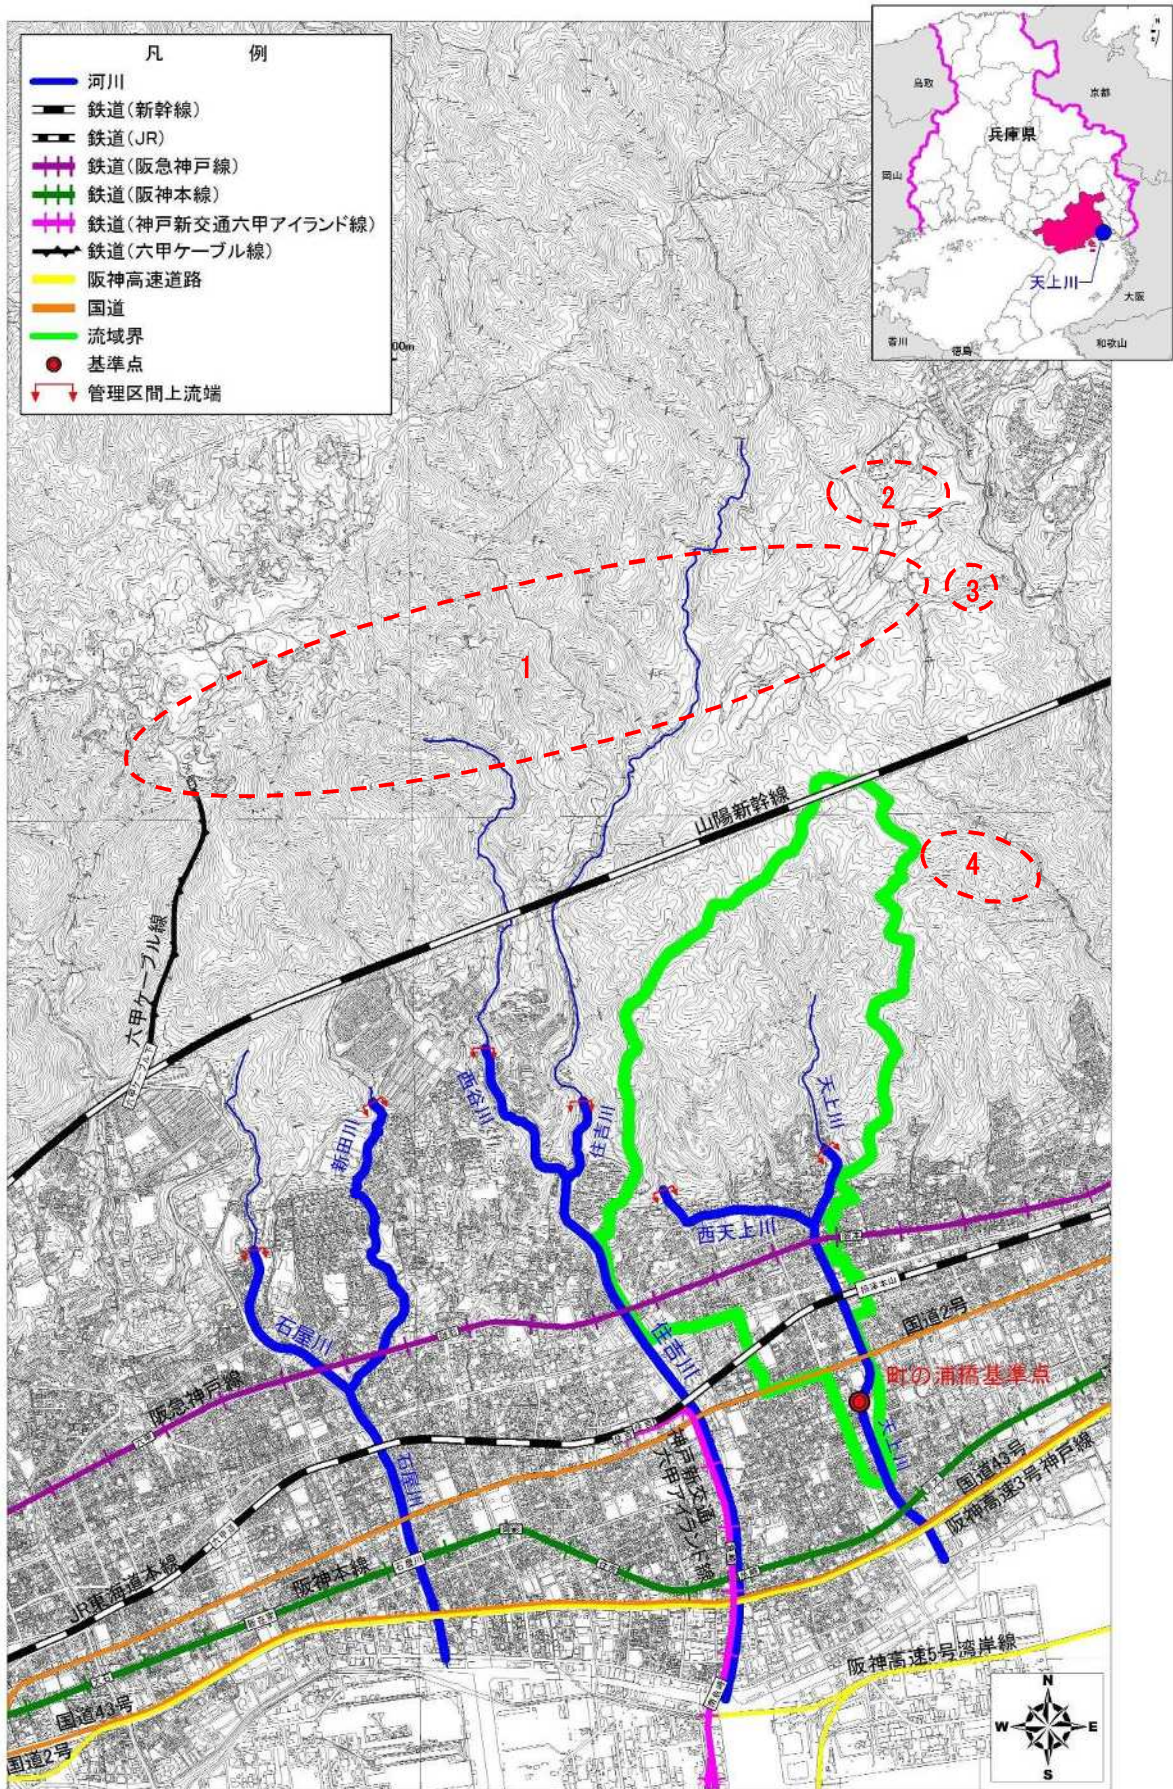 凡 例
河川
鉄道(新幹線)
鉄道(JR)
鉄道(阪急神戸線)
鉄道(阪神本線)
鉄道(神戸新交通六甲アイランド線)
鉄道(六甲ケーブル線)
阪神高速道路
国道
流域界
基準点
管理区間上流端
00m
鳥取
京都
兵庫県
岡山
天上川
大阪
香川
徳島
和歌山
2
3
1
4
山陽新幹線
六甲ケーブル線
西谷川
住吉川
新田川
天上川
西天上川
石屋川
住吉川
国道2号
阪急神戸線
町の浦橋基準点
天上川
石屋川
神戸新交通
六甲アイランド線
国道43号
阪神高速3号神戸線
JR東海道本線
阪神本線
石屋川
阪神高速5号湾岸線
国道43号
国道2号
N
W
E
S